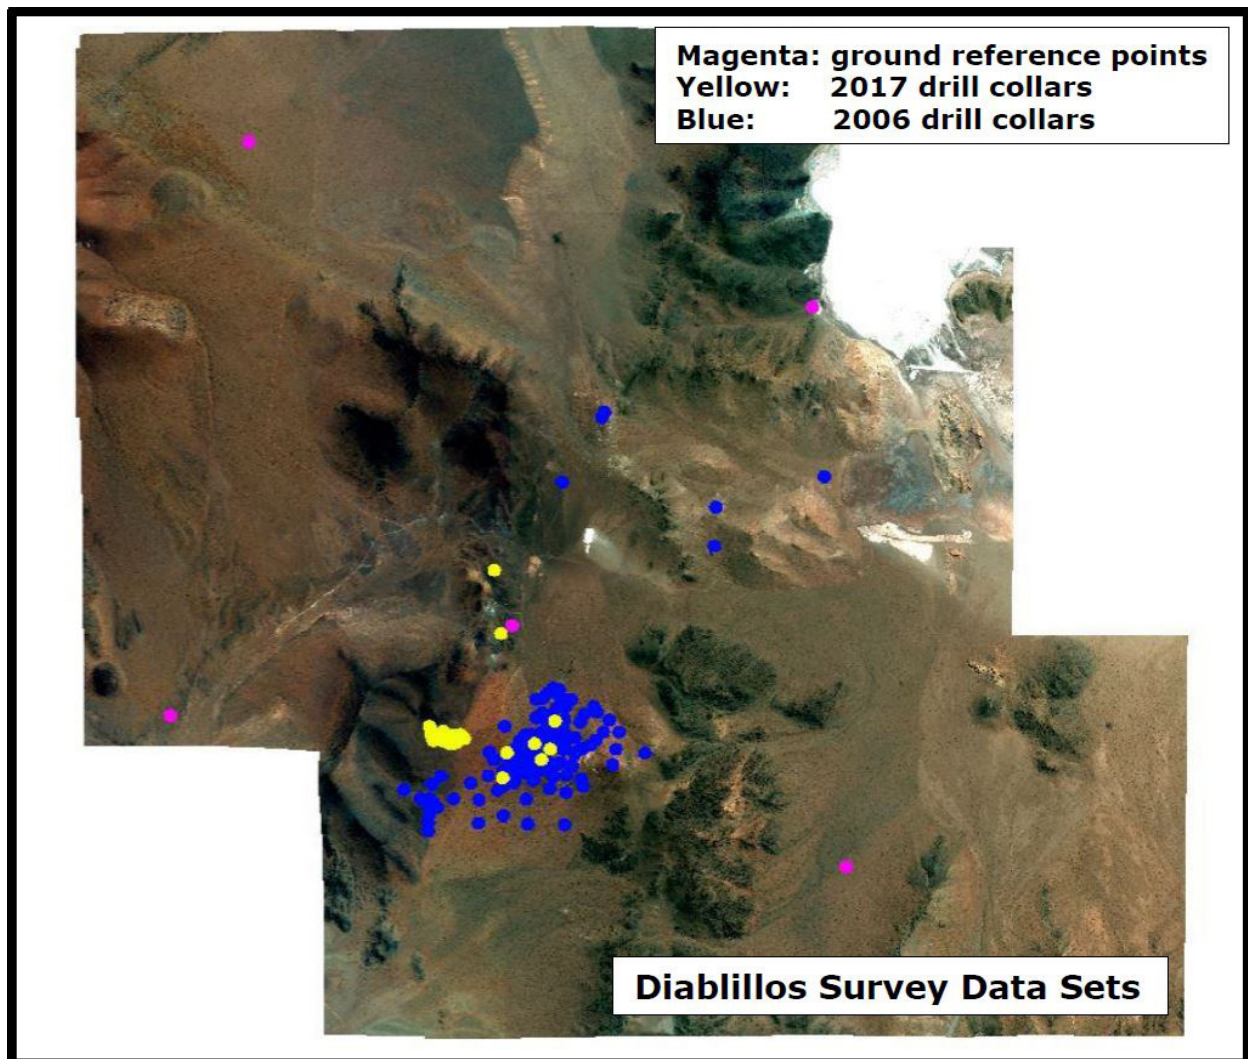 Magenta: ground reference points
Yellow: 2017 drill collars
Blue: 2006 drill collars
Diablillos Survey Data Sets